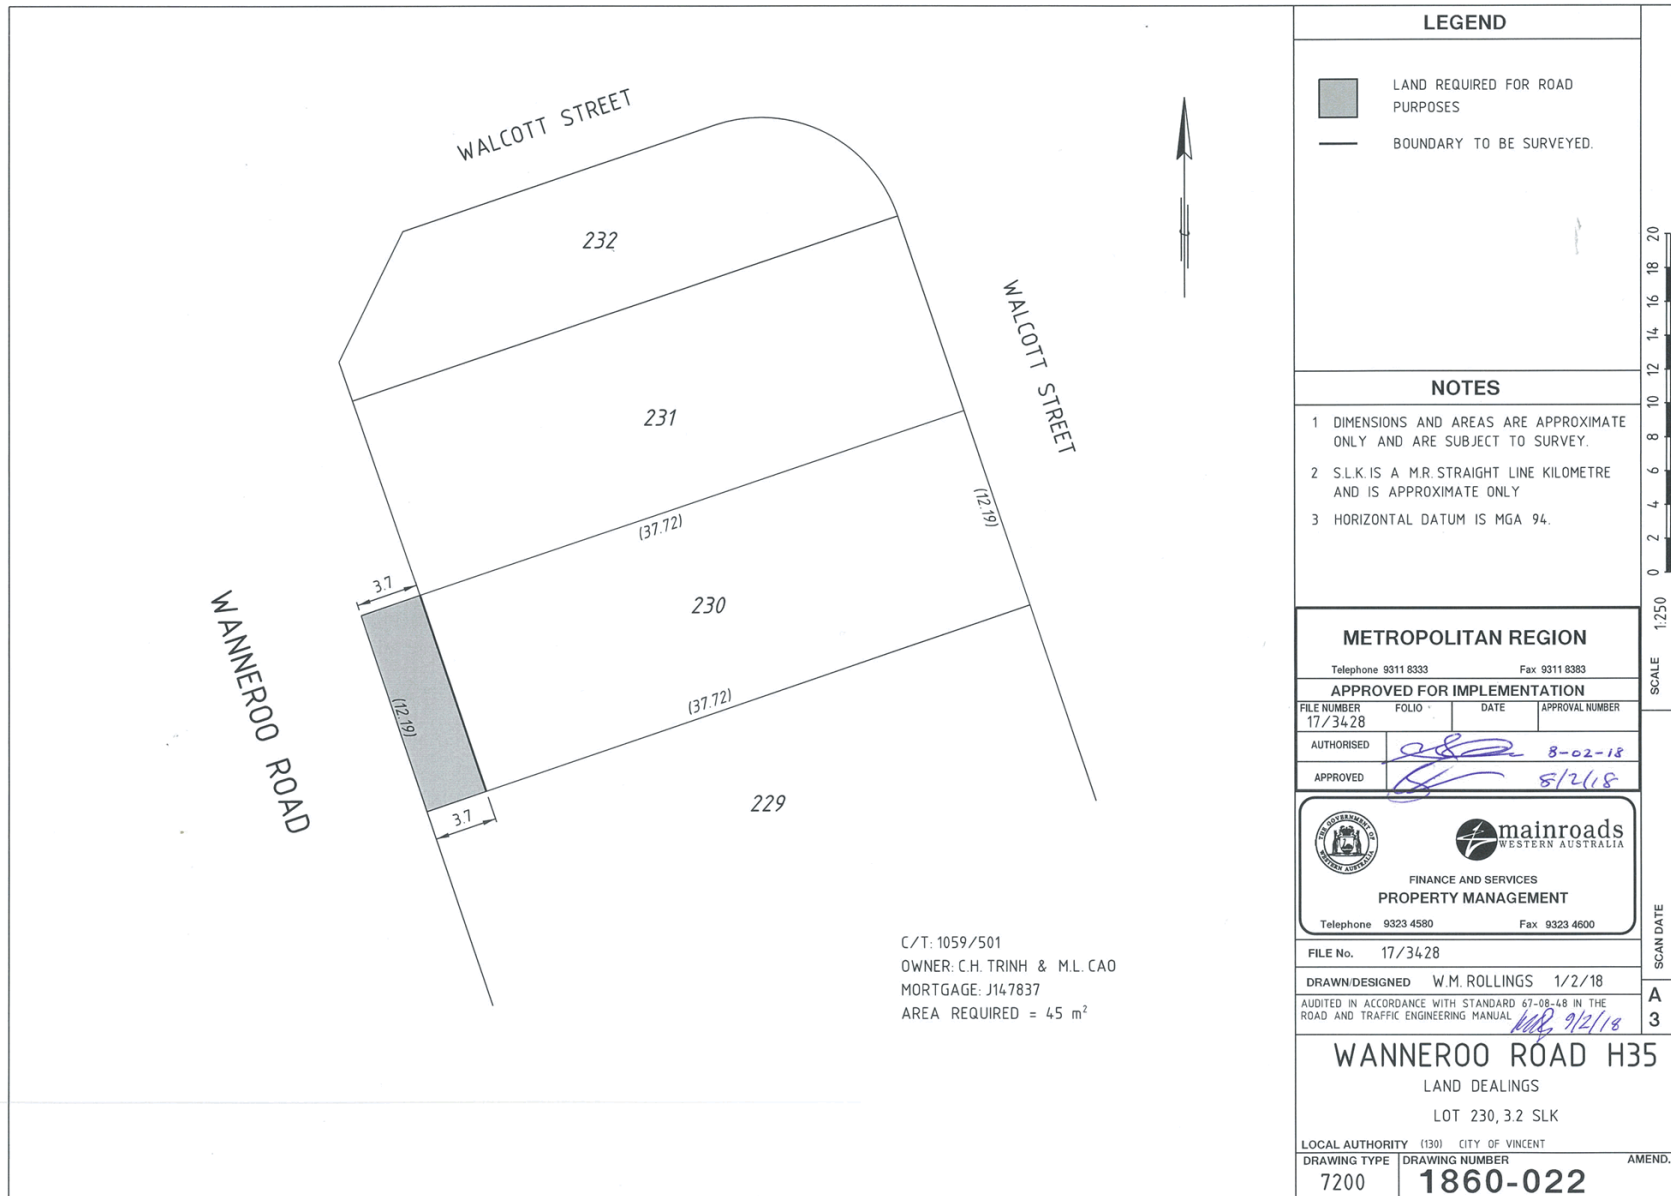 WALCOTT STREET
232
WALCOTT STREET
231
(12.19)
(37.72)
3.7
230
WANNEROO ROAD
(12.19)
(37.72)
229
3.7
C/T: 1059/501
OWNER: C.H. TRINH & M.L. CAO
MORTGAGE: J147837
AREA REQUIRED = 45 m²
LEGEND
LAND REQUIRED FOR ROAD
PURPOSES
BOUNDARY TO BE SURVEYED.
NOTES
1 DIMENSIONS AND AREAS ARE APPROXIMATE
ONLY AND ARE SUBJECT TO SURVEY.
2 S.L.K. IS A M.R. STRAIGHT LINE KILOMETRE
AND IS APPROXIMATE ONLY
3 HORIZONTAL DATUM IS MGA 94.
METROPOLITAN REGION
Telephone 9311 8333 Fax 9311 8383
APPROVED FOR IMPLEMENTATION
FILE NUMBER FOLIO DATE APPROVAL NUMBER
17/3428
AUTHORISED 8-02-18
APPROVED 8/2/18
THE GOVERNMENT OF
WESTERN AUSTRALIA
mainroads
WESTERN AUSTRALIA
FINANCE AND SERVICES
PROPERTY MANAGEMENT
Telephone 9323 4580 Fax 9323 4600
FILE No. 17/3428
DRAWN/DESIGNED W.M. ROLLINGS 1/2/18
AUDITED IN ACCORDANCE WITH STANDARD 67-08-48 IN THE
ROAD AND TRAFFIC ENGINEERING MANUAL 9/2/18
WANNEROO ROAD H35
LAND DEALINGS
LOT 230, 3.2 SLK
LOCAL AUTHORITY (130) CITY OF VINCENT
DRAWING TYPE DRAWING NUMBER AMEND.
7200 1860-022
0 2 4 6 8 10 12 14 16 18 20
SCALE 1:250
SCAN DATE
A
3